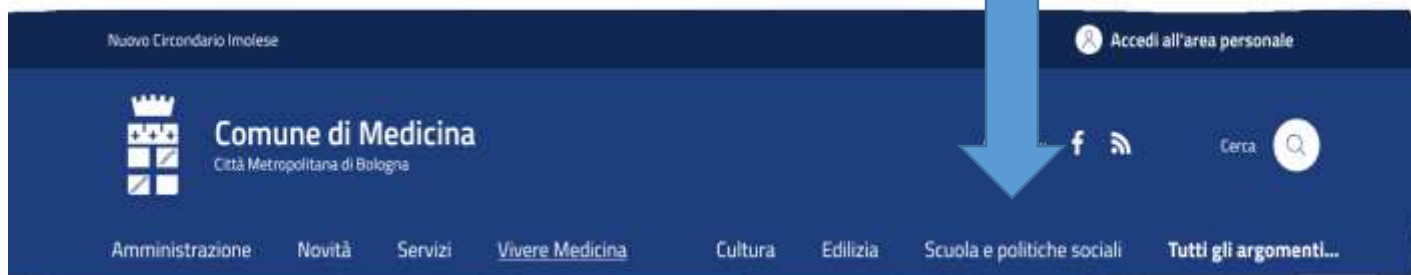 Nuovo Circondario Imolese
Accedi all'area personale
Comune di Medicina
Città Metropolitana di Bologna
Cerca
Amministrazione Novità Servizi Vivere Medicina Cultura Edilizia Scuola e politiche sociali Tutti gli argomenti...